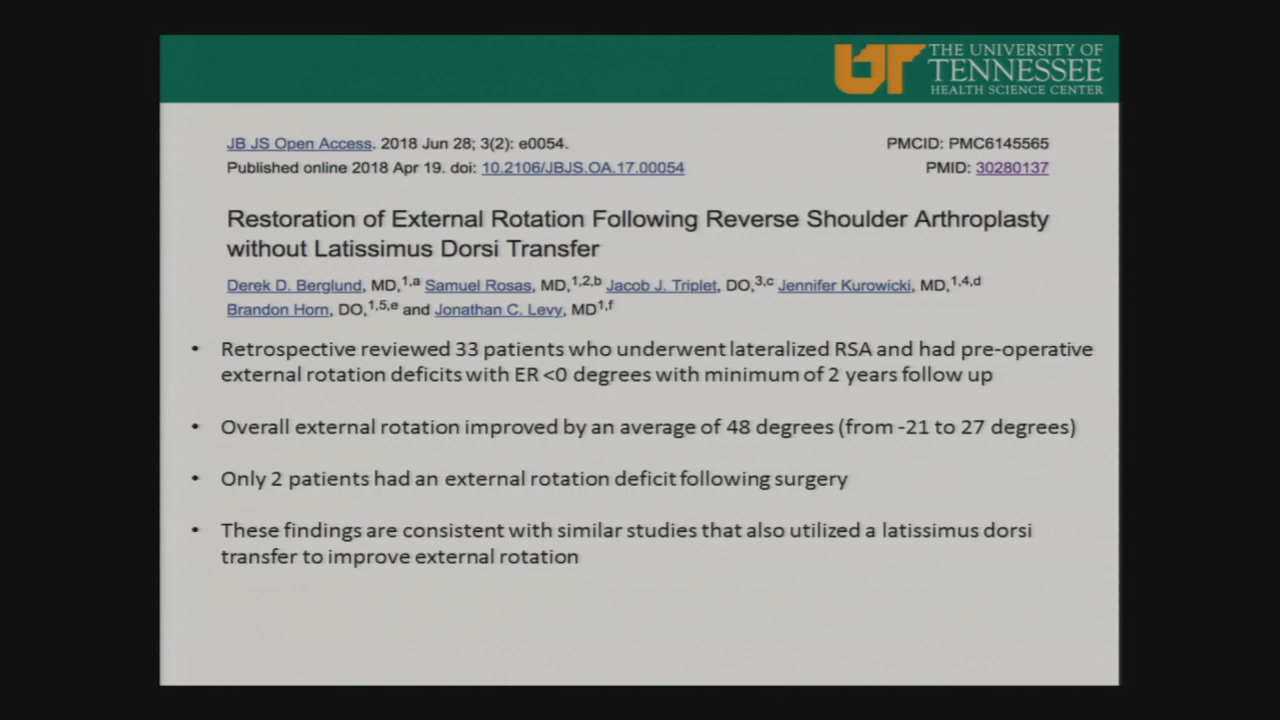 THE UNIVERSITY OF
TENNESSEE
HEALTH SCIENCE CENTER
JB JS Open Access. 2018 Jun 28; 3(2): e0054. PMCID: PMC6145565
Published online 2018 Apr 19. doi: 10.2106/JBJS.OA.17.00054 PMID: 30280137
Restoration of External Rotation Following Reverse Shoulder Arthroplasty
without Latissimus Dorsi Transfer
Derek D. Berglund, MD,1,a Samuel Rosas, MD,1,2,b Jacob J. Triplet, DO,3,c Jennifer Kurowicki, MD,1,4,d
Brandon Horn, DO,1,5,e and Jonathan C. Levy, MD1,f
• Retrospective reviewed 33 patients who underwent lateralized RSA and had pre-operative
external rotation deficits with ER <0 degrees with minimum of 2 years follow up
• Overall external rotation improved by an average of 48 degrees (from -21 to 27 degrees)
• Only 2 patients had an external rotation deficit following surgery
• These findings are consistent with similar studies that also utilized a latissimus dorsi
transfer to improve external rotation